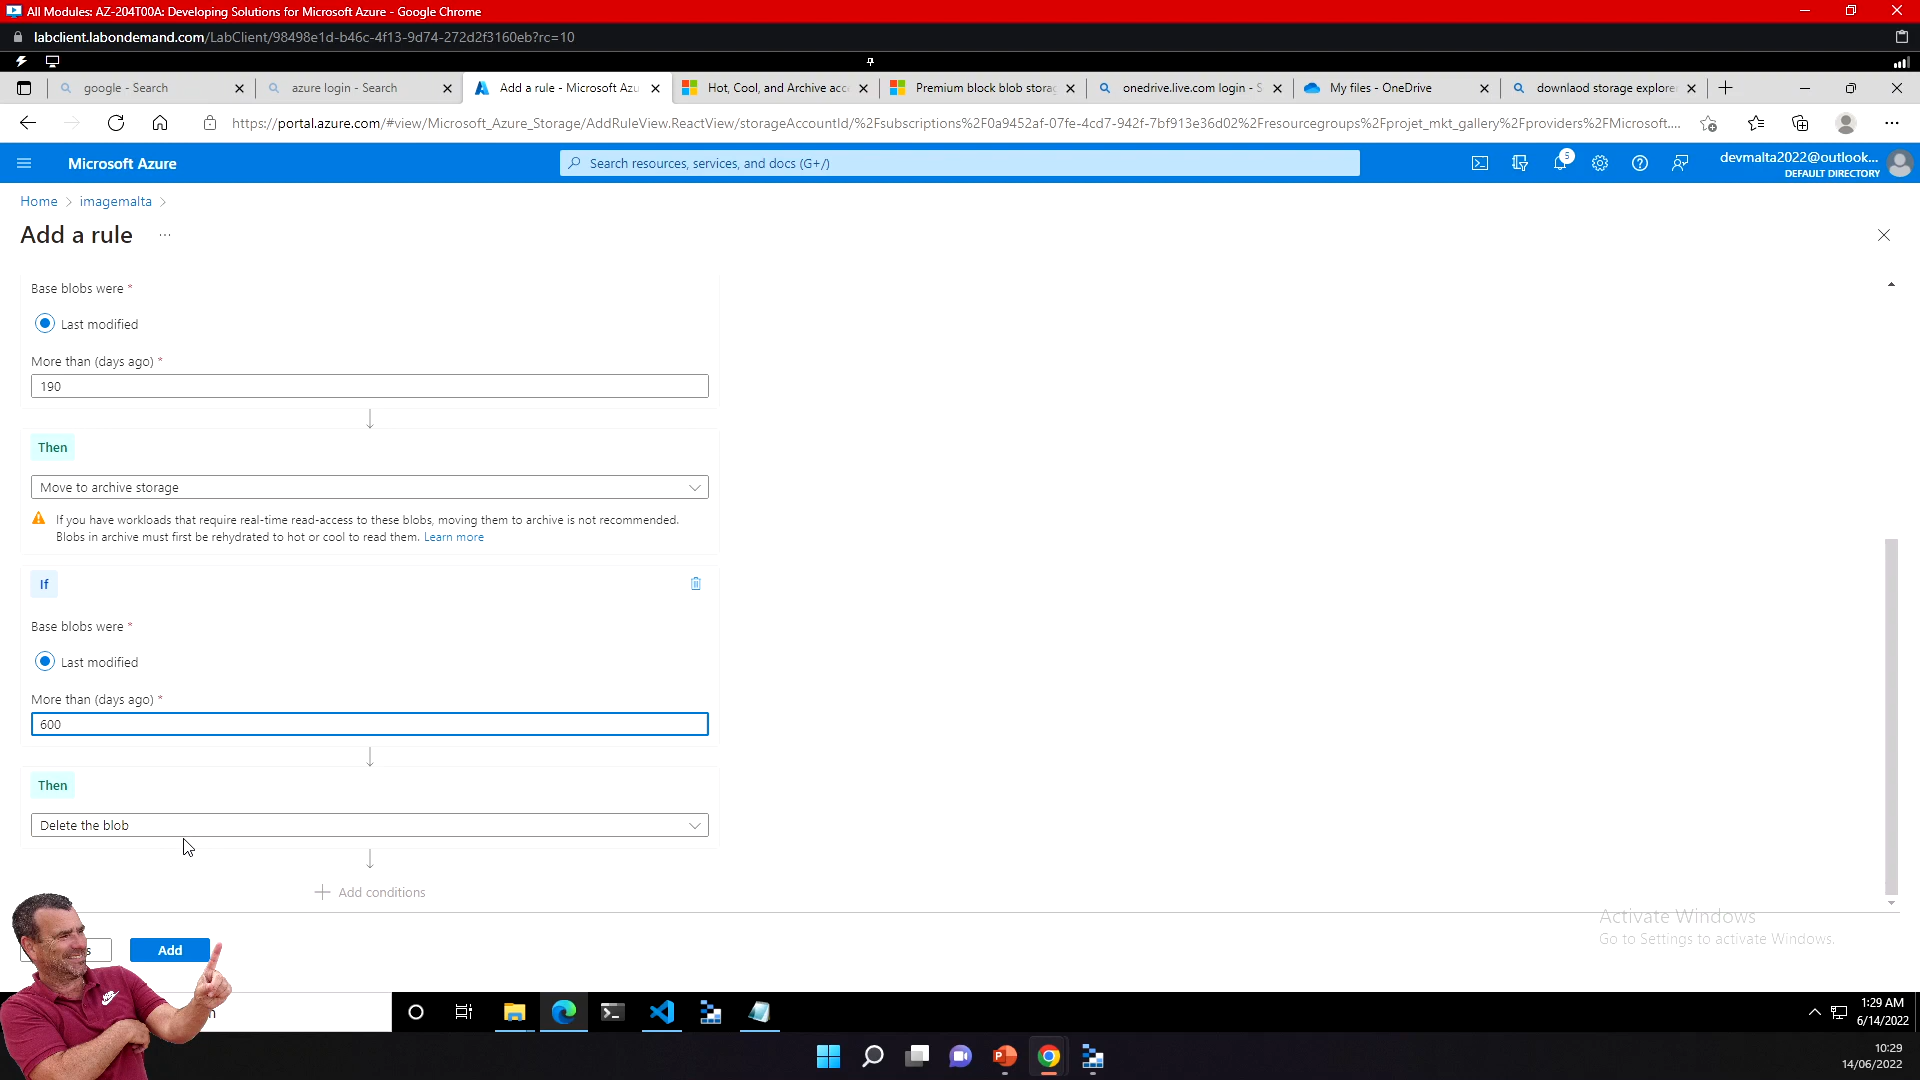 All Modules: AZ-204T00A: Developing Solutions for Microsoft Azure - Google Chrome
labclient.labondemand.com/LabClient/98498e1d-b46c-4f13-9d74-272d2f3160eb?rc=10
google - Search
azure login - Search
Add a rule - Microsoft Azu
Hot, Cool, and Archive acc
Premium block blob storag
onedrive.live.com login - S
My files - OneDrive
downlaod storage explore
https://portal.azure.com/#view/Microsoft_Azure_Storage/AddRuleView.ReactView/storageAccountId/%2Fsubscriptions%2F0a9452af-07fe-4cd7-942f-7bf913e36d02%2Fresourcegroups%2Fprojet_mkt_gallery%2Fproviders%2FMicrosoft....
Microsoft Azure
Search resources, services, and docs (G+/)
5
devmalta2022@outlook...
DEFAULT DIRECTORY
Home > imagemalta >
Add a rule ...
Base blobs were *
Last modified
More than (days ago) *
190
Then
Move to archive storage
If you have workloads that require real-time read-access to these blobs, moving them to archive is not recommended.
Blobs in archive must first be rehydrated to hot or cool to read them. Learn more
If
Base blobs were *
Last modified
More than (days ago) *
600
Then
Delete the blob
Add conditions
Add
Activate Windows
Go to Settings to activate Windows.
1:29 AM
6/14/2022
10:29
14/06/2022